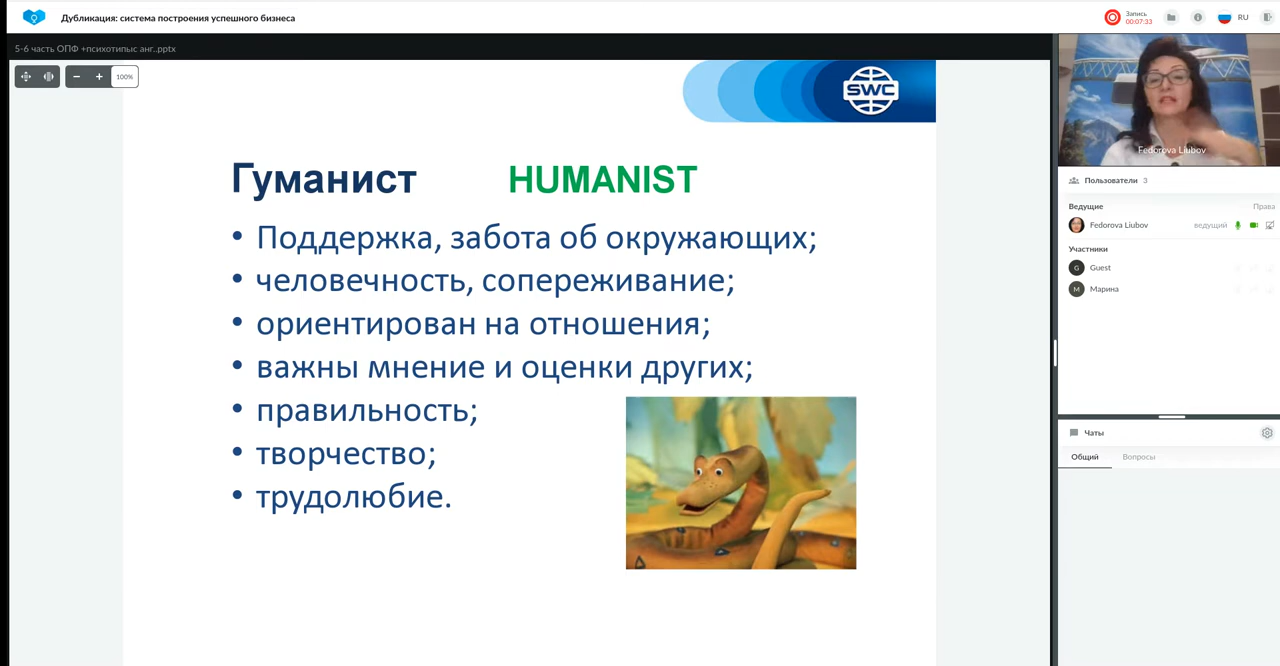 Дубликация: система построения успешного бизнеса
Запись
00:07:33
RU
5-6 часть ОПФ +психотипыс анг..pptx
100%
SWC
Гуманист HUMANIST
• Поддержка, забота об окружающих;
• человечность, сопереживание;
• ориентирован на отношения;
• важны мнение и оценки других;
• правильность;
• творчество;
• трудолюбие.
Fedorova Liubov
Пользователи 3
Ведущие Права
Fedorova Liubov ведущий
Участники
G Guest
М Марина
Чаты
Общий Вопросы